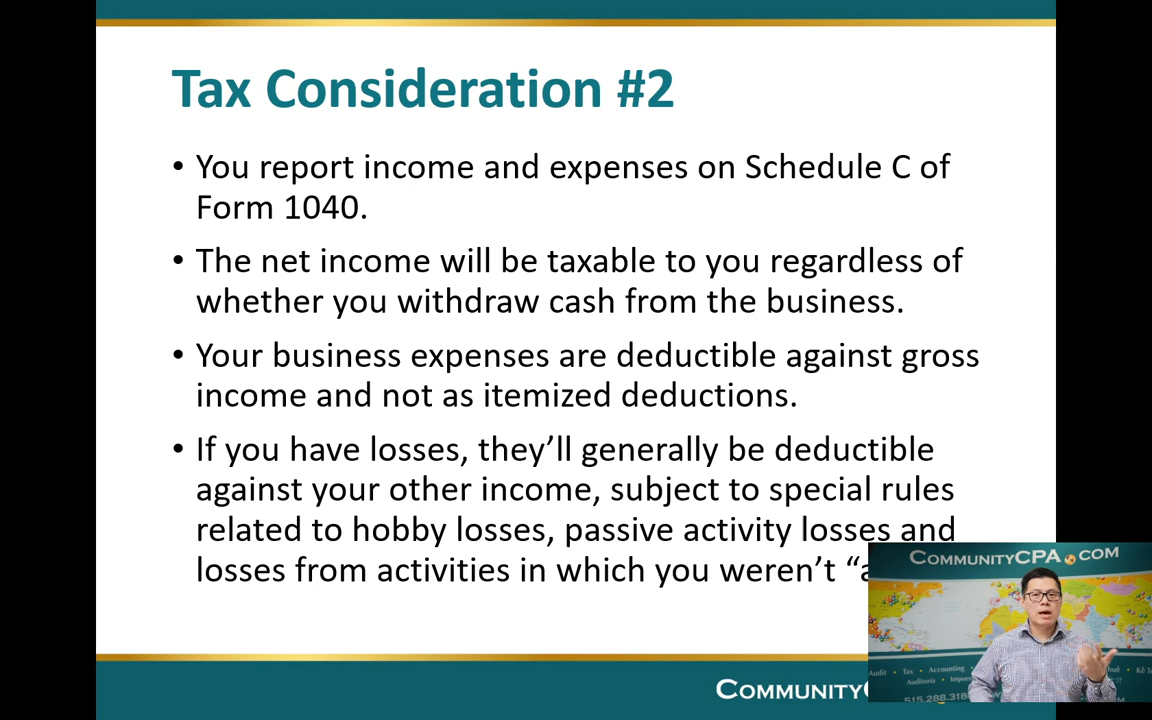 Tax Consideration #2
• You report income and expenses on Schedule C of
Form 1040.
• The net income will be taxable to you regardless of
whether you withdraw cash from the business.
• Your business expenses are deductible against gross
income and not as itemized deductions.
• If you have losses, they’ll generally be deductible
against your other income, subject to special rules
related to hobby losses, passive activity losses and
losses from activities in which you weren’t
COMMUNITYCPA.COM
Audit • Tax • Accounting
Auditoria
515.288.318
COMMUNITYC